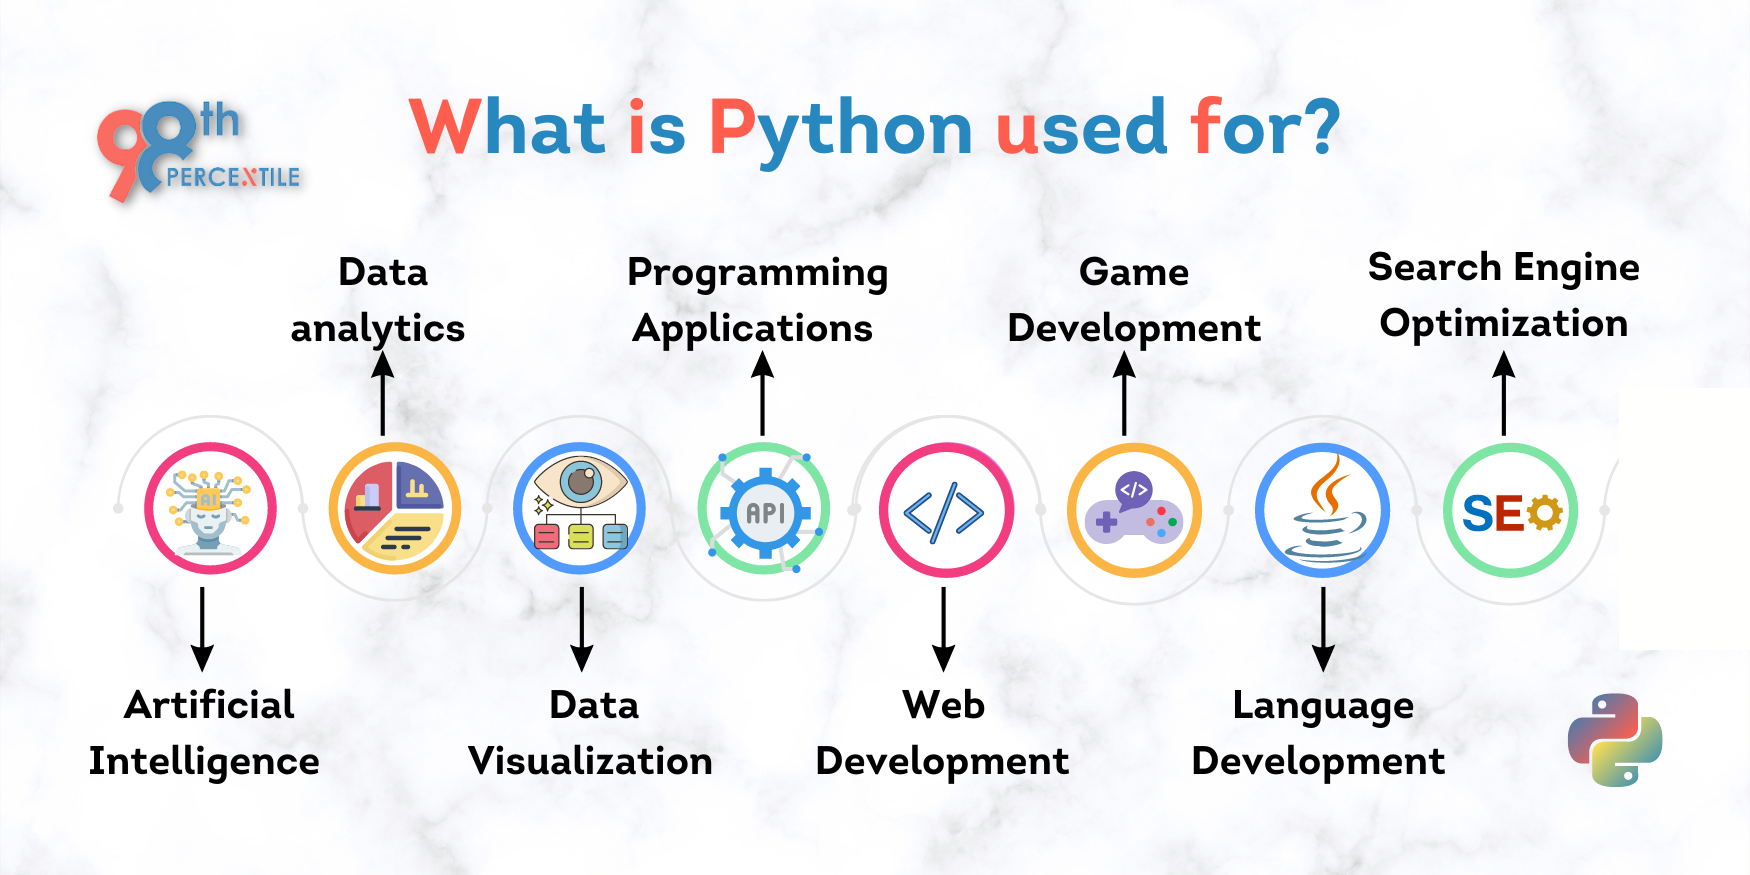 98th
PERCEXTILE
What is Python used for?
Data
analytics
Programming
Applications
Game
Development
Search Engine
Optimization
AI
API
</>
</>
SEO
Artificial
Intelligence
Data
Visualization
Web
Development
Language
Development